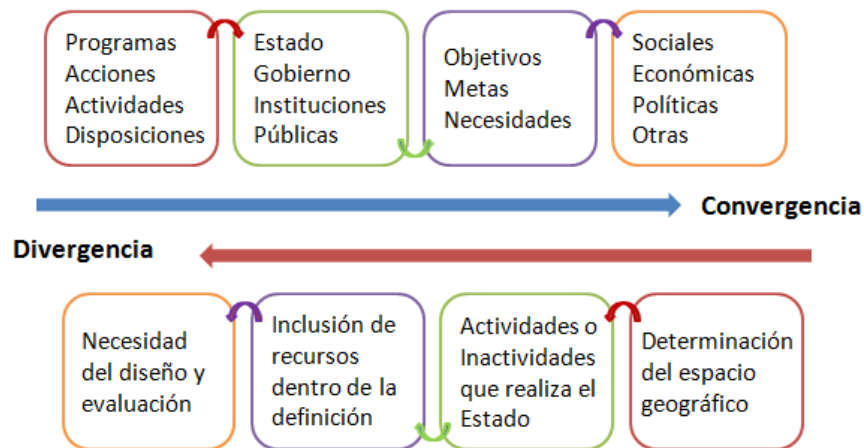 Programas
Acciones
Actividades
Disposiciones
Estado
Gobierno
Instituciones
Públicas
Objetivos
Metas
Necesidades
Sociales
Económicas
Políticas
Otras
Convergencia
Divergencia
Necesidad
del diseño y
evaluación
Inclusión de
recursos
dentro de la
definición
Actividades o
Inactividades
que realiza el
Estado
Determinación
del espacio
geográfico